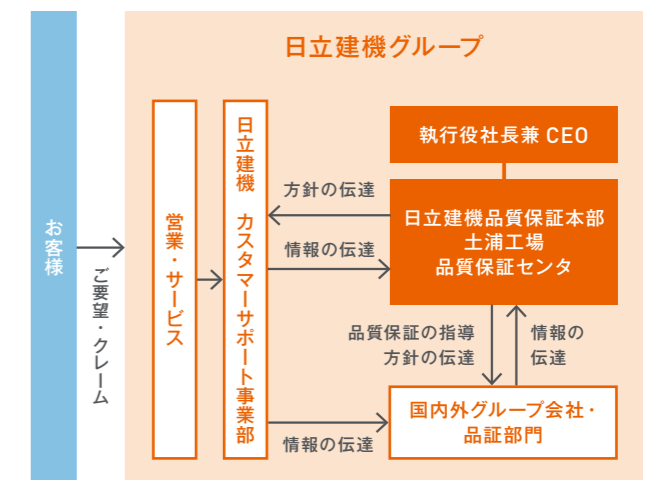 日立建機グループ
お客様
ご要望・クレーム
営業・サービス
日立建機 カスタマーサポート事業部
方針の伝達
情報の伝達
執行役社長兼 CEO
日立建機品質保証本部
土浦工場
品質保証センタ
品質保証の指導
方針の伝達
情報の
伝達
情報の伝達
国内外グループ会社・
品証部門